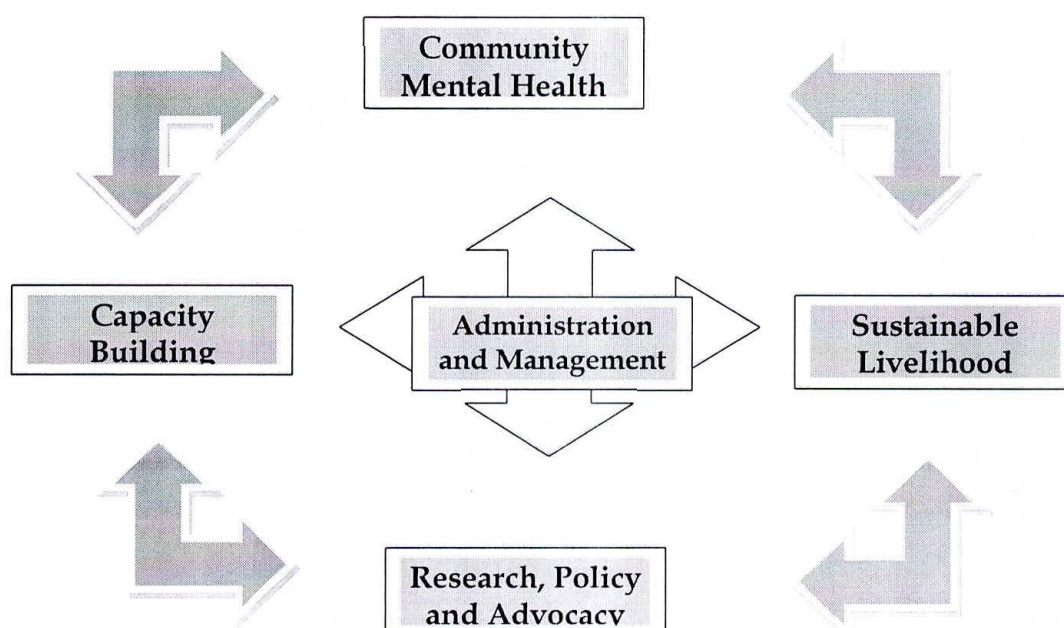 Community
Mental Health
Capacity
Building
Administration
and Management
Sustainable
Livelihood
Research, Policy
and Advocacy